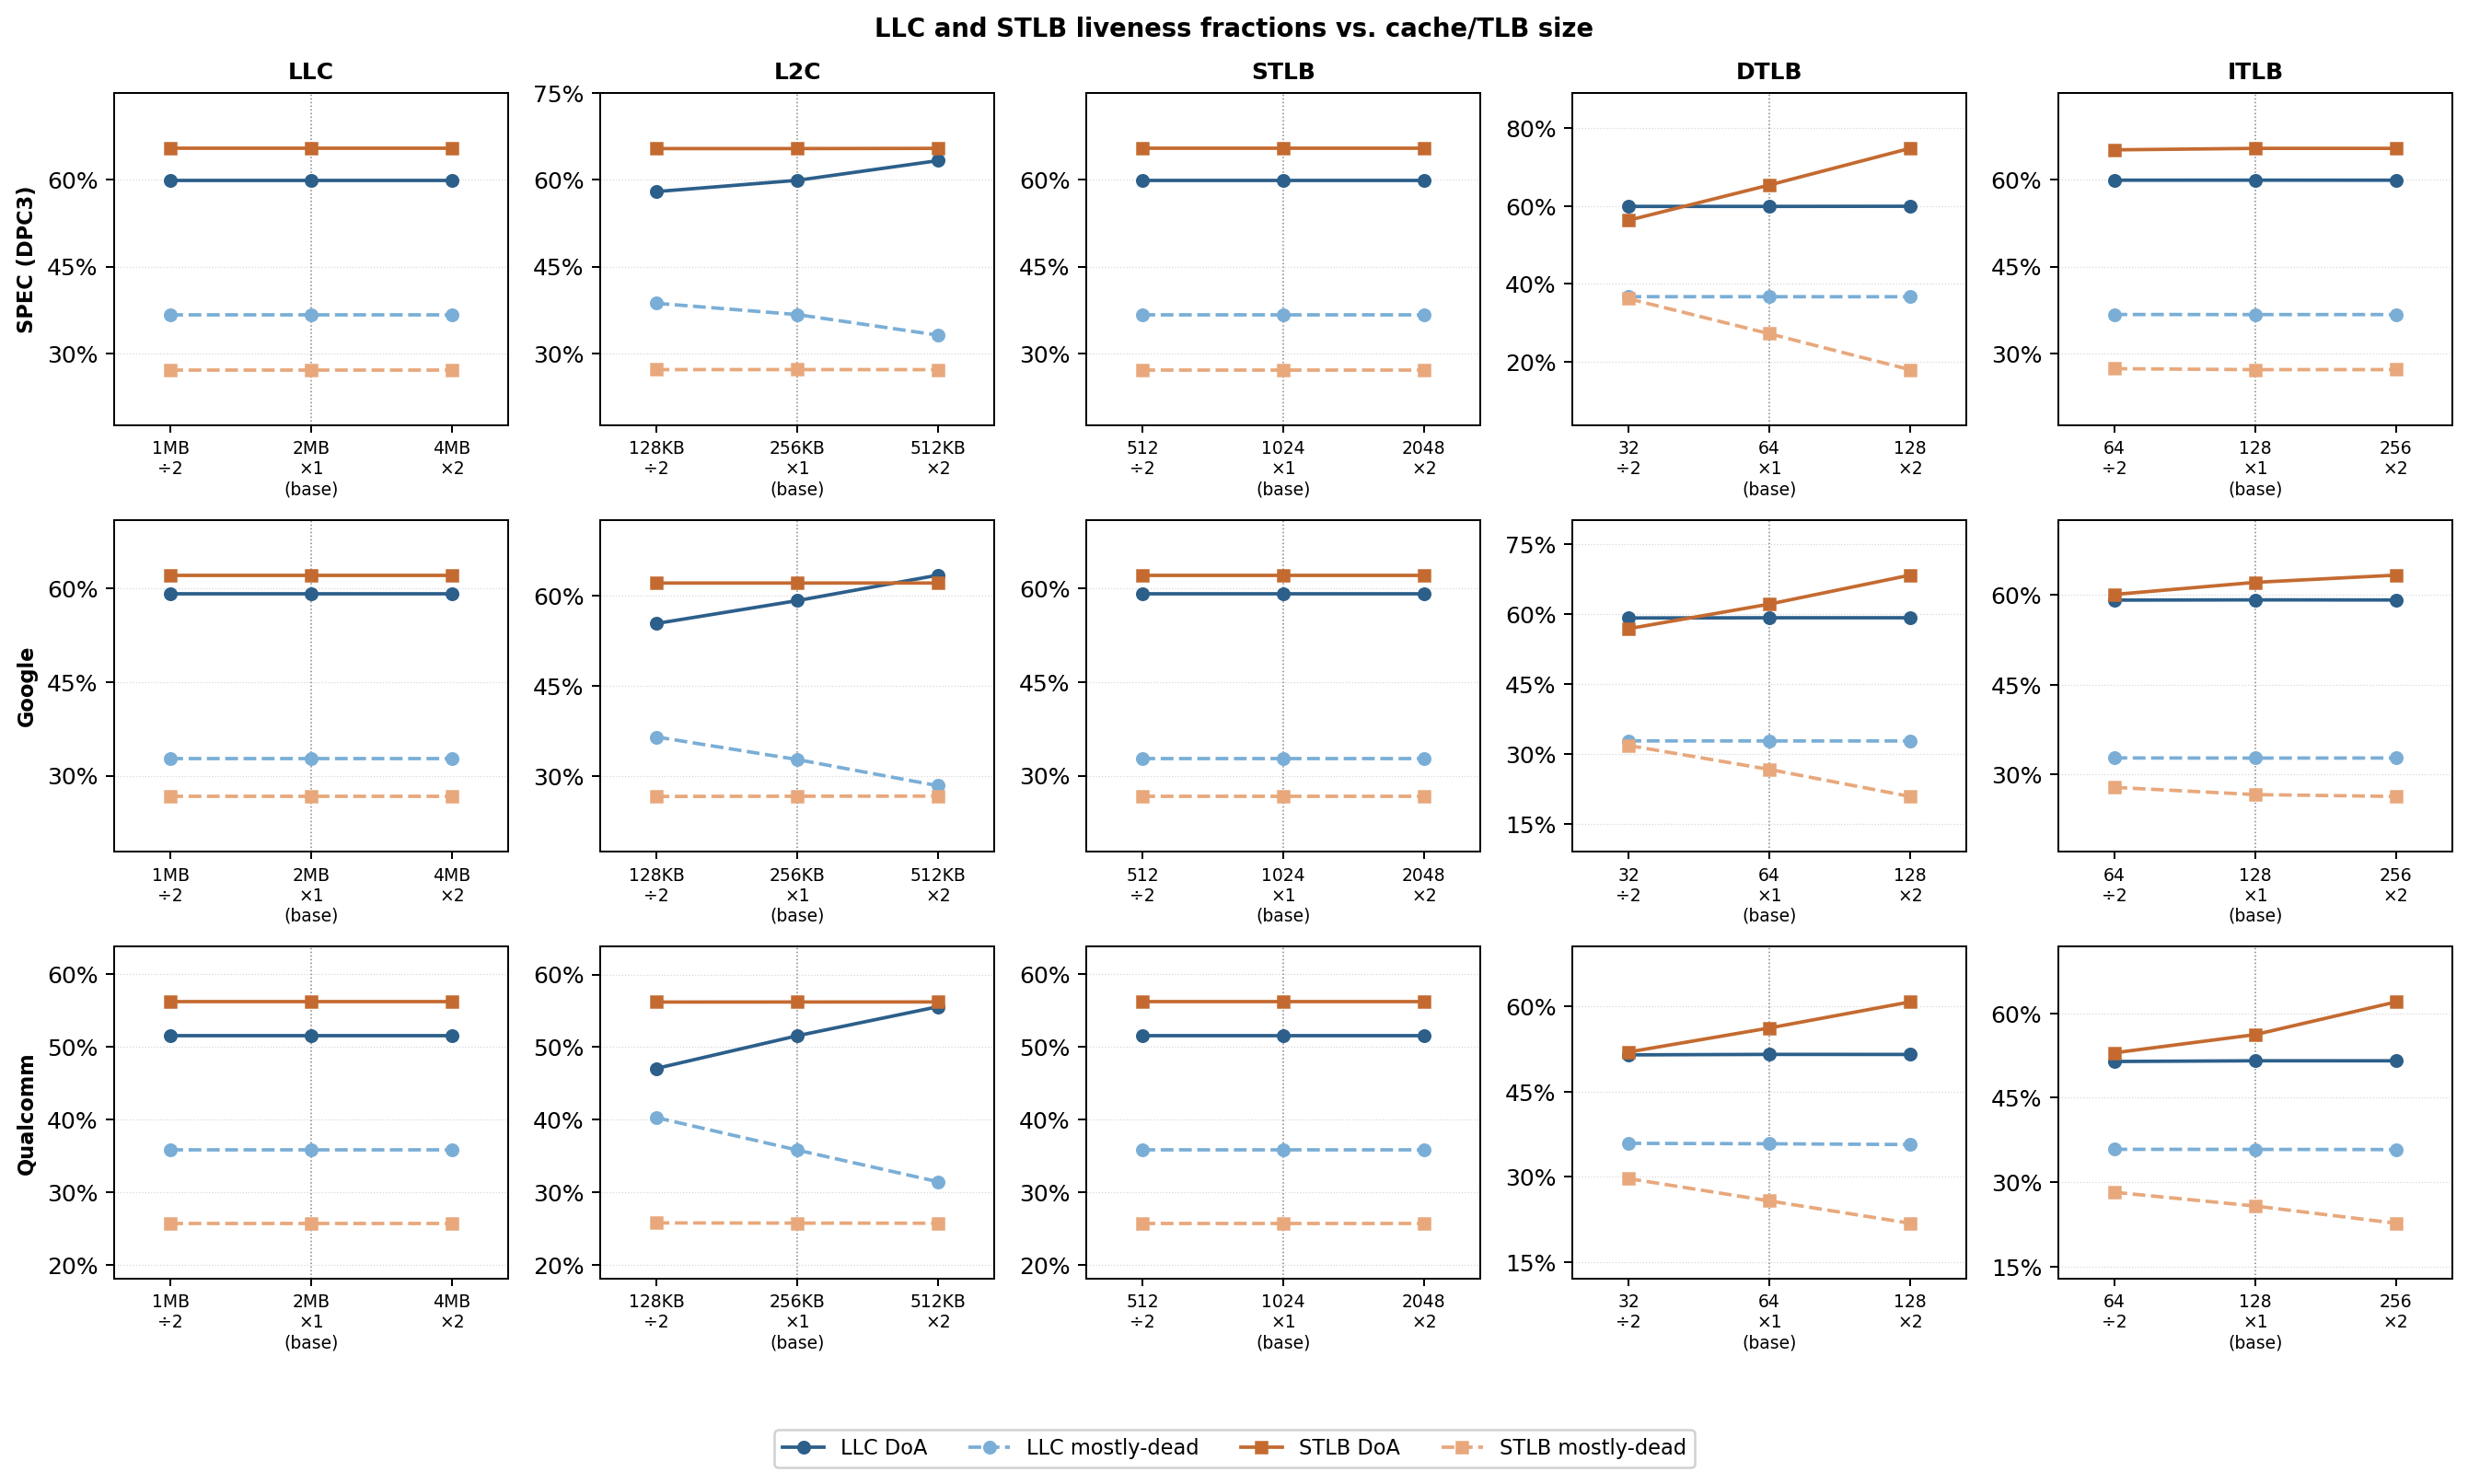 LLC and STLB liveness fractions vs. cache/TLB size
LLC
L2C
STLB
DTLB
ITLB
SPEC (DPC3)
60%
45%
30%
1MB
÷2
2MB
×1
(base)
4MB
×2
75%
60%
45%
30%
128KB
÷2
256KB
×1
(base)
512KB
×2
60%
45%
30%
512
÷2
1024
×1
(base)
2048
×2
80%
60%
40%
20%
32
÷2
64
×1
(base)
128
×2
60%
45%
30%
64
÷2
128
×1
(base)
256
×2
Google
60%
45%
30%
1MB
÷2
2MB
×1
(base)
4MB
×2
60%
45%
30%
128KB
÷2
256KB
×1
(base)
512KB
×2
60%
45%
30%
512
÷2
1024
×1
(base)
2048
×2
75%
60%
45%
30%
15%
32
÷2
64
×1
(base)
128
×2
60%
45%
30%
64
÷2
128
×1
(base)
256
×2
Qualcomm
60%
50%
40%
30%
20%
1MB
÷2
2MB
×1
(base)
4MB
×2
60%
50%
40%
30%
20%
128KB
÷2
256KB
×1
(base)
512KB
×2
60%
50%
40%
30%
20%
512
÷2
1024
×1
(base)
2048
×2
60%
45%
30%
15%
32
÷2
64
×1
(base)
128
×2
60%
45%
30%
15%
64
÷2
128
×1
(base)
256
×2
LLC DoA
LLC mostly-dead
STLB DoA
STLB mostly-dead